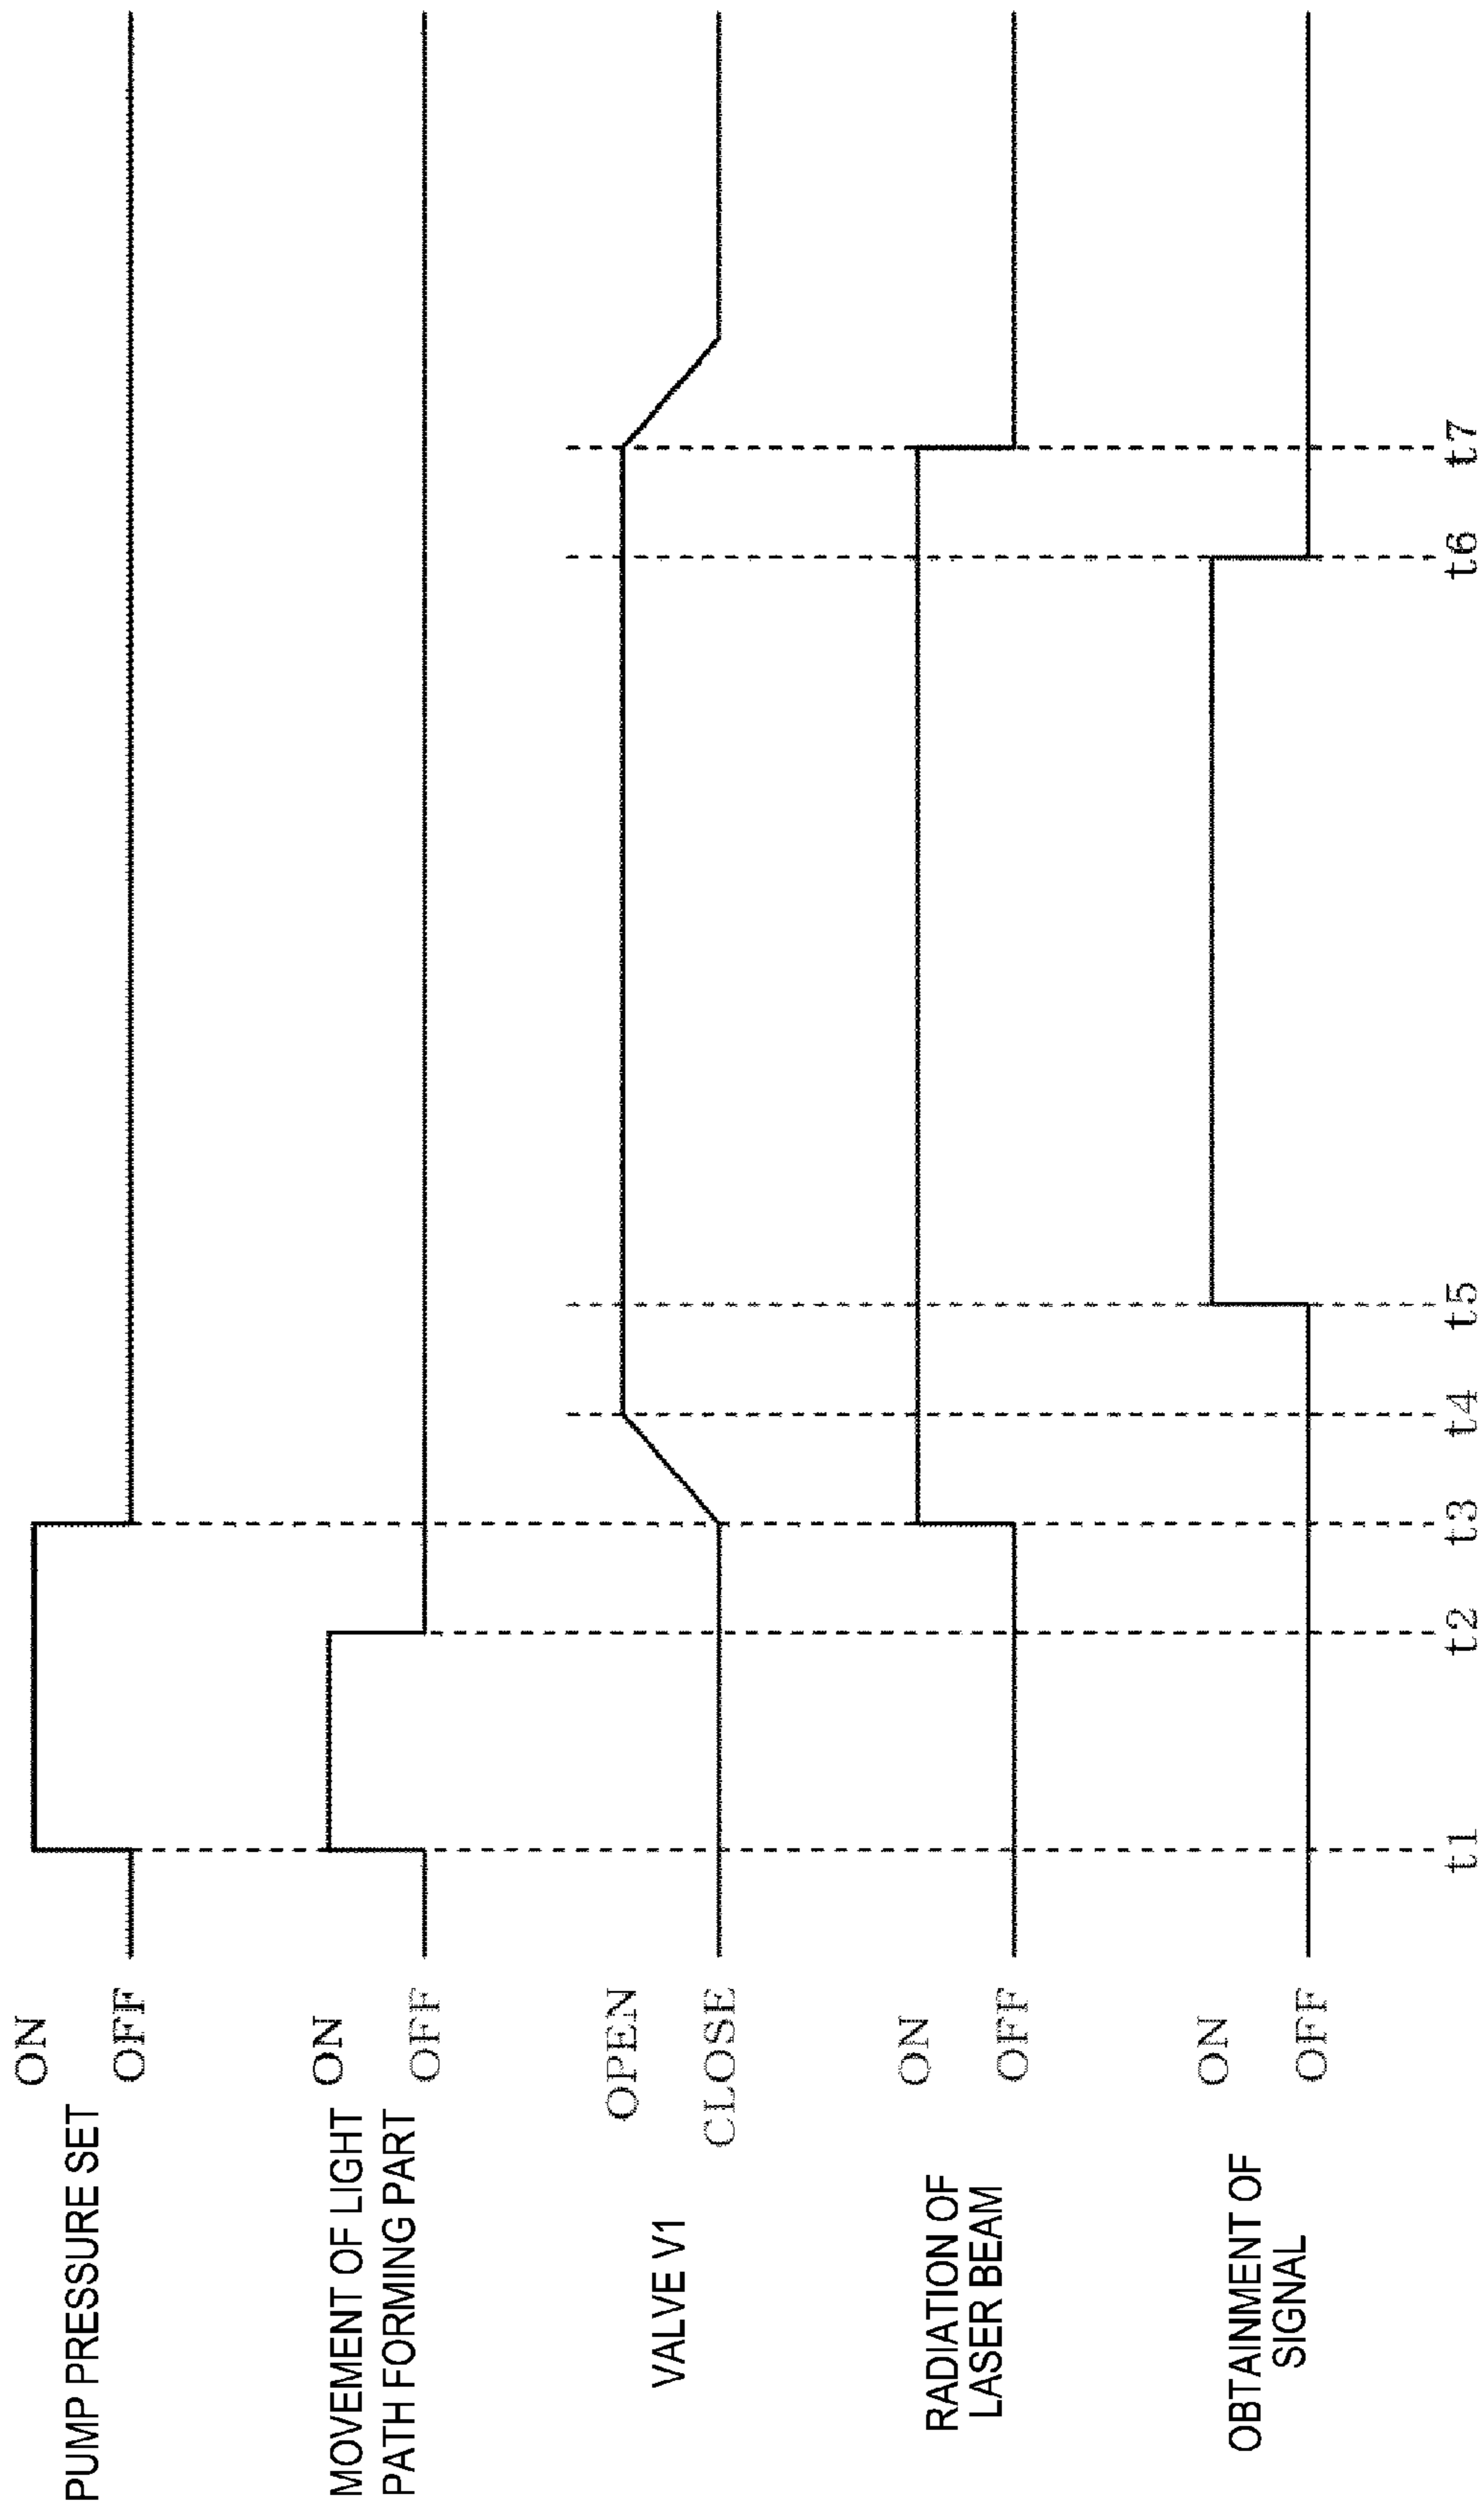 PUMP PRESSURE SET
ON
OFF
MOVEMENT OF LIGHT
PATH FORMING PART
ON
OFF
VALVE V1
OPEN
CLOSE
RADIATION OF
LASER BEAM
ON
OFF
OBTAINMENT OF
SIGNAL
ON
OFF
t1 t2 t3 t4 t5 t6 t7